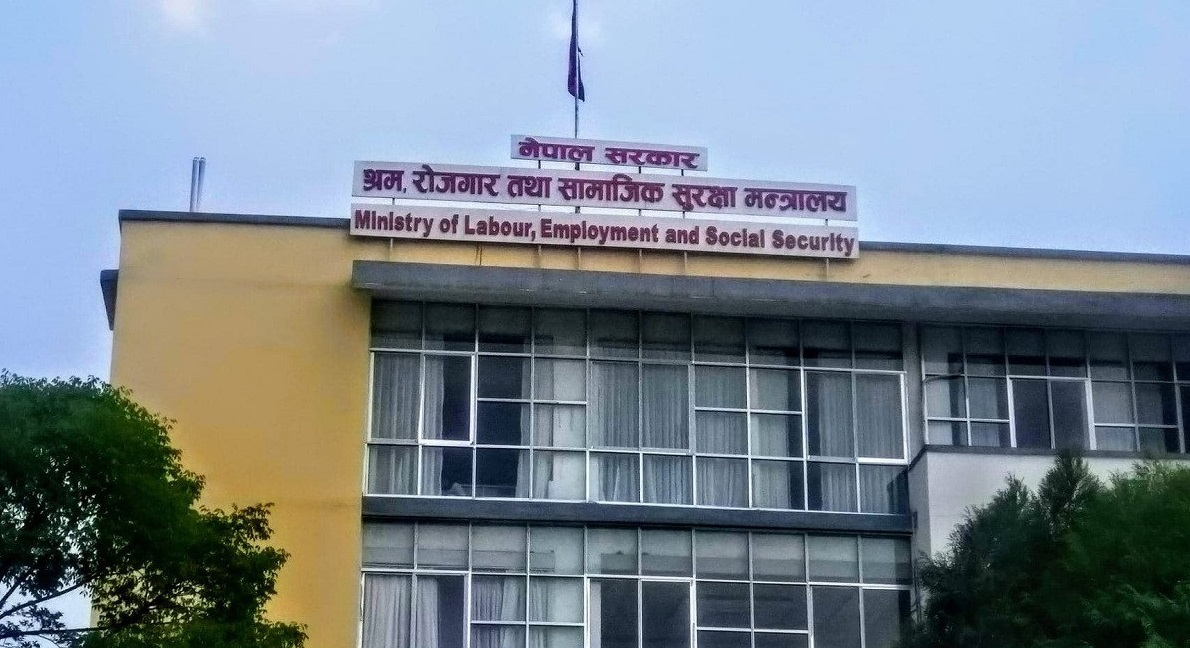 नेपाल सरकार
श्रम, रोजगार तथा सामाजिक सुरक्षा मन्त्रालय
Ministry of Labour, Employment and Social Security